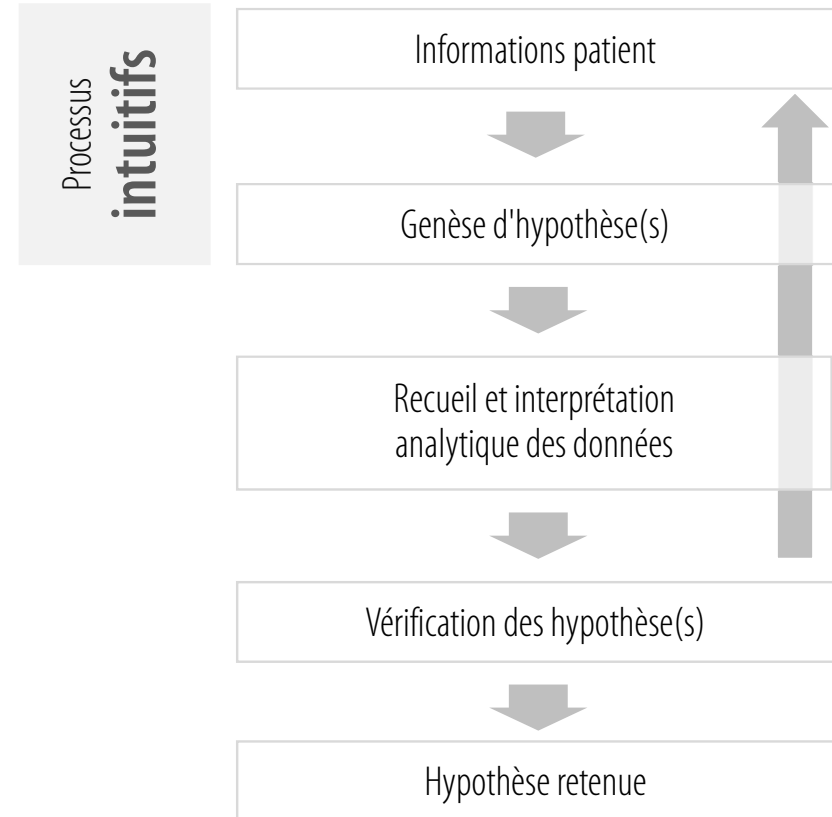 Processus
intuitifs
Informations patient
Genèse d'hypothèse(s)
Recueil et interprétation
analytique des données
Vérification des hypothèse(s)
Hypothèse retenue